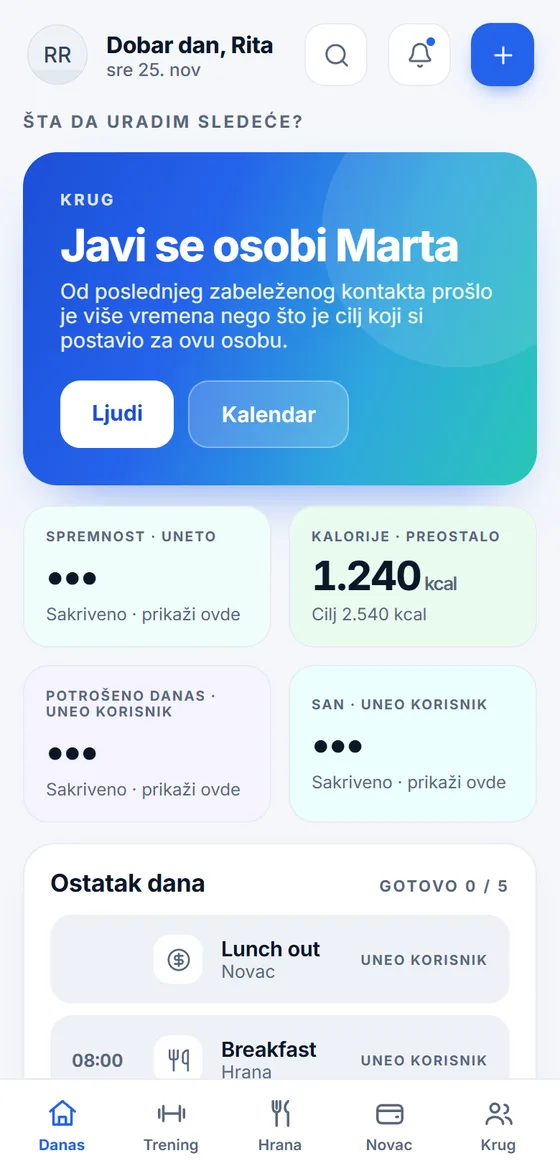 RR
Dobar dan, Rita
sre 25. nov
ŠTA DA URADIM SLEDEĆE?
KRUG
Javi se osobi Marta
Od poslednjeg zabeleženog kontakta prošlo
je više vremena nego što je cilj koji si
postavio za ovu osobu.
Ljudi
Kalendar
SPREMNOST · UNETO
•••
Sakriveno · prikaži ovde
KALORIJE · PREOSTALO
1.240 kcal
Cilj 2.540 kcal
POTROŠENO DANAS ·
UNEO KORISNIK
•••
Sakriveno · prikaži ovde
SAN · UNEO KORISNIK
•••
Sakriveno · prikaži ovde
Ostatak dana
GOTOVO 0 / 5
Lunch out
Novac
UNEO KORISNIK
08:00
Breakfast
Hrana
UNEO KORISNIK
Danas
Trening
Hrana
Novac
Krug